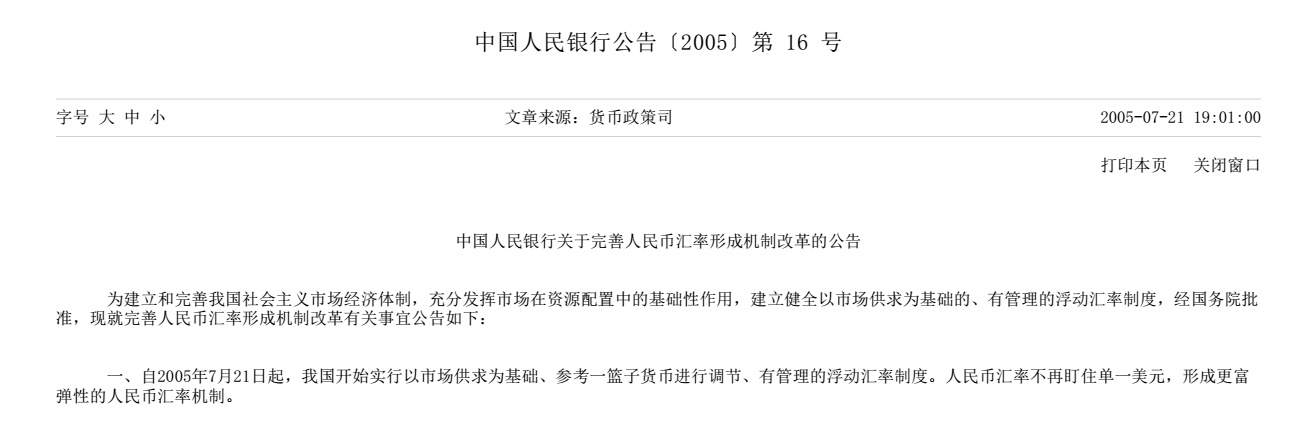 中国人民银行公告〔2005〕第 16 号
字号 大 中 小 文章来源：货币政策司 2005-07-21 19:01:00
打印本页 关闭窗口
中国人民银行关于完善人民币汇率形成机制改革的公告
为建立和完善我国社会主义市场经济体制，充分发挥市场在资源配置中的基础性作用，建立健全以市场供求为基础的、有管理的浮动汇率制度，经国务院批
准，现就完善人民币汇率形成机制改革有关事宜公告如下：
一、自2005年7月21日起，我国开始实行以市场供求为基础、参考一篮子货币进行调节、有管理的浮动汇率制度。人民币汇率不再盯住单一美元，形成更富
弹性的人民币汇率机制。